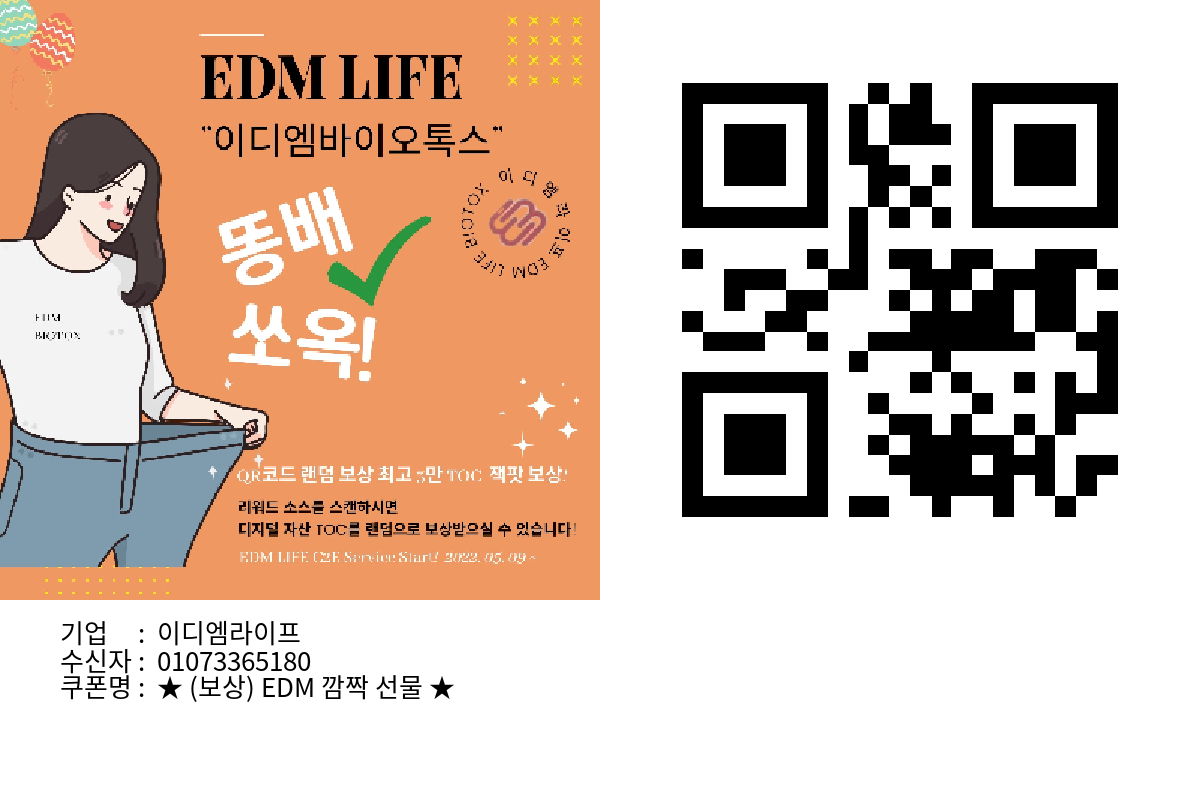 EDM LIFE
"이디엠바이오톡스"
이디엠라이프 EDM LIFE BIOTOX
똥배
쏘옥!
EDM
BIOTOX
QR코드 랜덤 보상 최고 5만 TOC 잭팟 보상!
리워드 소스를 스캔하시면
디지털 자산 TOC를 랜덤으로 보상받으실 수 있습니다!
EDM LIFE C2E Service Start! 2022. 05. 09 ~
기업 : 이디엠라이프
수신자 : 01073365180
쿠폰명 : ★ (보상) EDM 깜짝 선물 ★